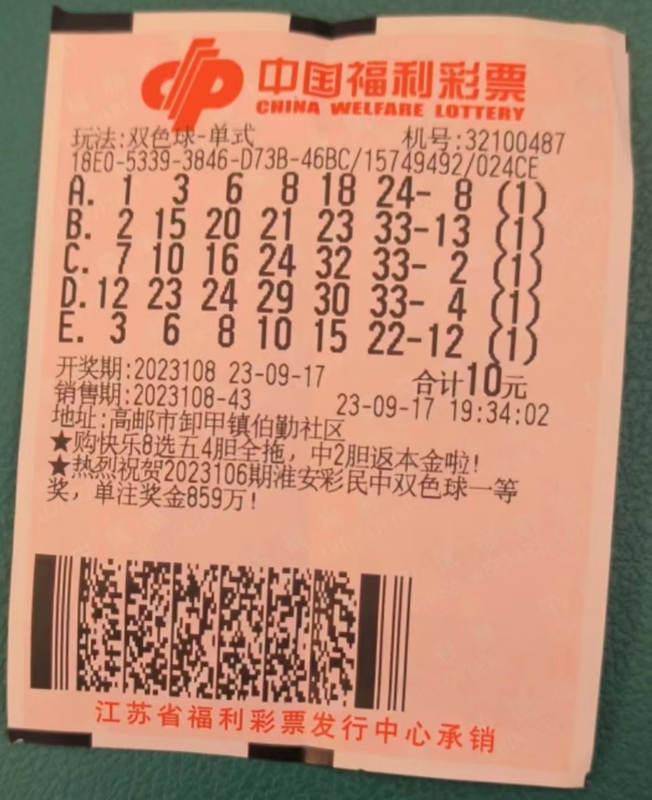 中国福利彩票
CHINA WELFARE LOTTERY
玩法:双色球-单式 机号:32100487
18E0-5339-3846-D73B-46BC/15749492/024CE
A. 1 3 6 8 18 24- 8 (1)
B. 2 15 20 21 23 33-13 (1)
C. 7 10 16 24 32 33- 2 (1)
D. 12 23 24 29 30 33- 4 (1)
E. 3 6 8 10 15 22-12 (1)
开奖期:2023108 23-09-17 合计10元
销售期:2023108-43 23-09-17 19:34:02
地址:高邮市卸甲镇伯勤社区
★购快乐8选五4胆全拖，中2胆返本金啦!
★热烈祝贺2023106期淮安彩民中双色球一等
奖，单注奖金859万!
江苏省福利彩票发行中心承销